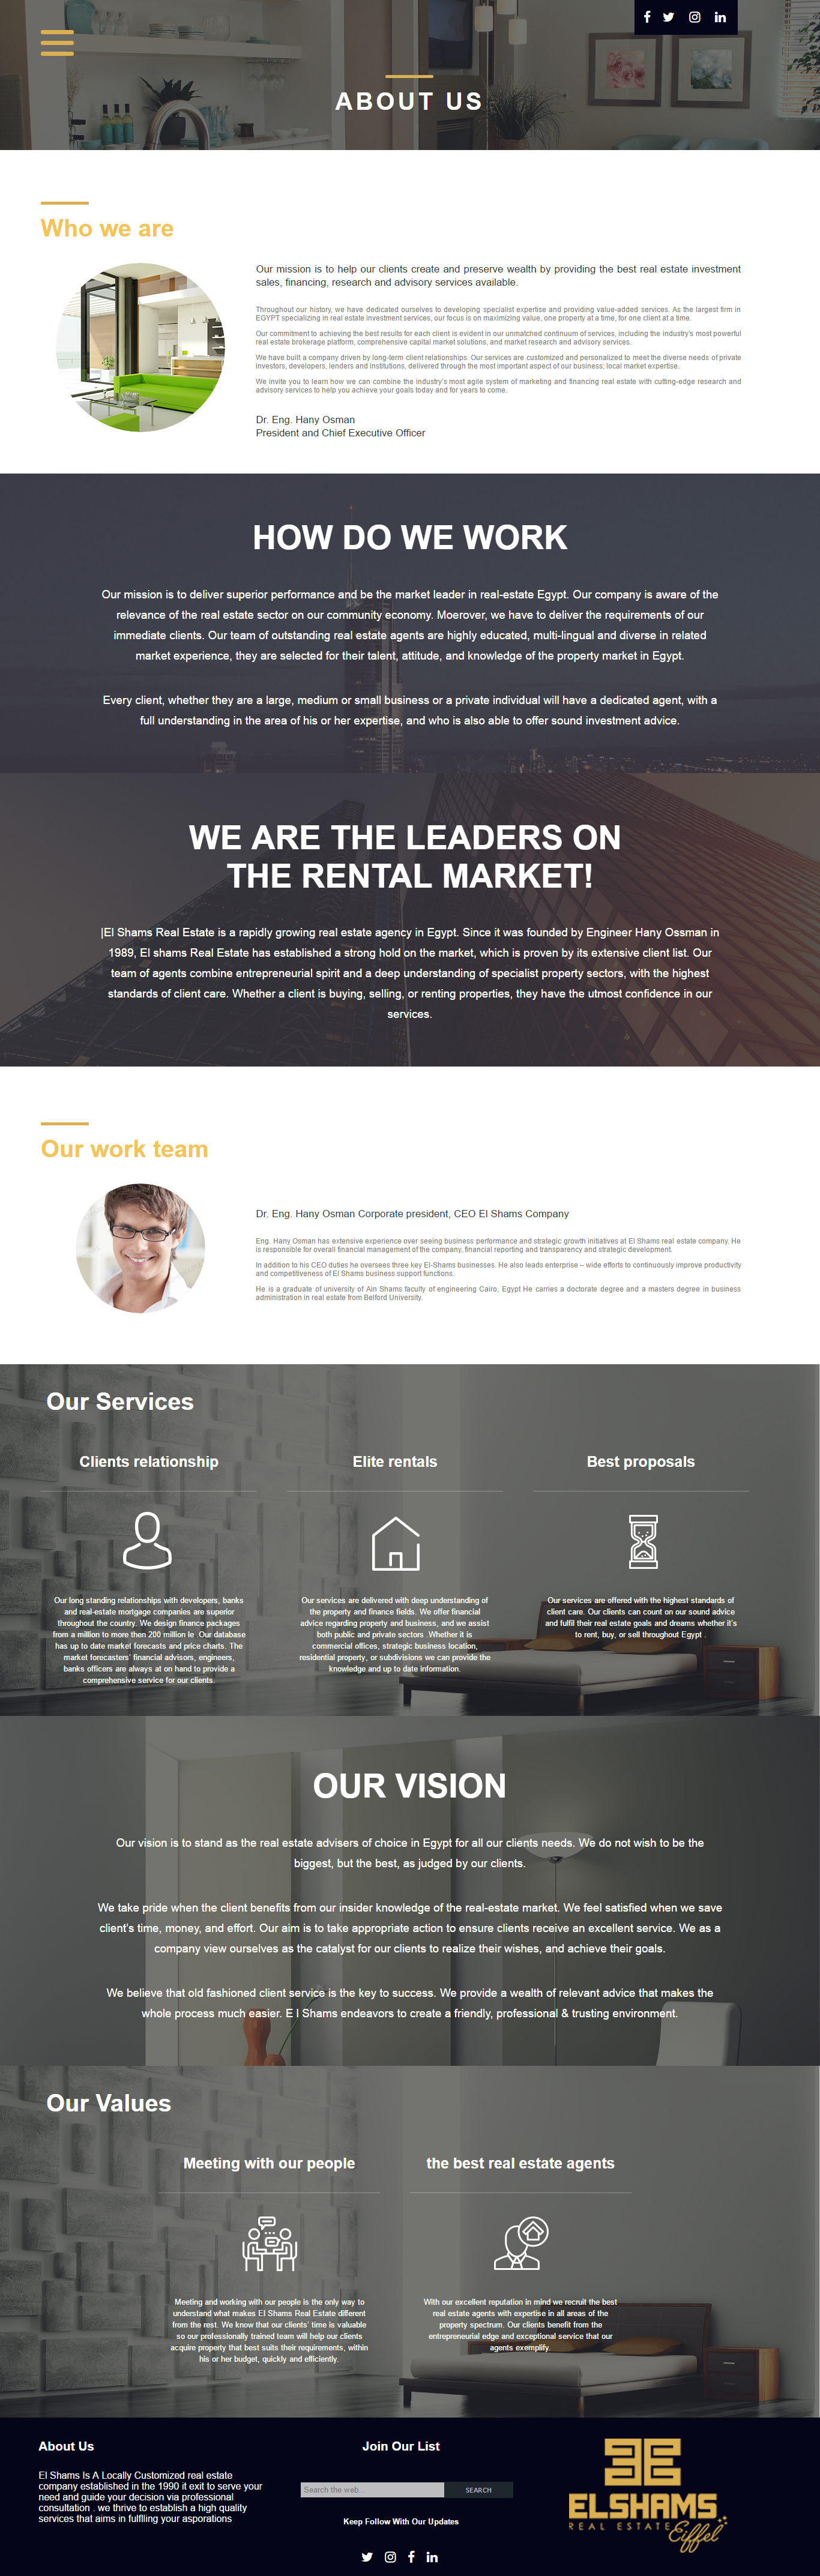 ABOUT US
Who we are
Our mission is to help our clients create and preserve wealth by providing the best real estate investment
sales, financing, research and advisory services available.
Throughout our history, we have dedicated ourselves to developing specialist expertise and providing value-added services. As the largest firm in
EGYPT specializing in real estate investment services, our focus is on maximizing value, one property at a time, for one client at a time.
Our commitment to achieving the best results for each client is evident in our unmatched continuum of services, including the industry's most powerful
real estate brokerage platform, comprehensive capital market solutions, and market research and advisory services.
We have built a company driven by long-term client relationships. Our services are customized and personalized to meet the diverse needs of private
investors, developers, lenders and institutions, delivered through the most important aspect of our business; local market expertise.
We invite you to learn how we can combine the industry's most agile system of marketing and financing real estate with cutting-edge research and
advisory services to help you achieve your goals today and for years to come.
Dr. Eng. Hany Osman
President and Chief Executive Officer
HOW DO WE WORK
Our mission is to deliver superior performance and be the market leader in real-estate Egypt. Our company is aware of the
relevance of the real estate sector on our community economy. Moerover, we have to deliver the requirements of our
immediate clients. Our team of outstanding real estate agents are highly educated, multi-lingual and diverse in related
market experience, they are selected for their talent, attitude, and knowledge of the property market in Egypt.
Every client, whether they are a large, medium or small business or a private individual will have a dedicated agent, with a
full understanding in the area of his or her expertise, and who is also able to offer sound investment advice.
WE ARE THE LEADERS ON
THE RENTAL MARKET!
|El Shams Real Estate is a rapidly growing real estate agency in Egypt. Since it was founded by Engineer Hany Ossman in
1989, El shams Real Estate has established a strong hold on the market, which is proven by its extensive client list. Our
team of agents combine entrepreneurial spirit and a deep understanding of specialist property sectors, with the highest
standards of client care. Whether a client is buying, selling, or renting properties, they have the utmost confidence in our
services.
Our work team
Dr. Eng. Hany Osman Corporate president, CEO El Shams Company
Eng. Hany Osman has extensive experience over seeing business performance and strategic growth initiatives at El Shams real estate company. He
is responsible for overall financial management of the company, financial reporting and transparency and strategic development.
In addition to his CEO duties he oversees three key El-Shams businesses. He also leads enterprise – wide efforts to continuously improve productivity
and competitiveness of El Shams business support functions.
He is a graduate of university of Ain Shams faculty of engineering Cairo, Egypt He carries a doctorate degree and a masters degree in business
administration in real estate from Belford University.
Our Services
Clients relationship
Our long standing relationships with developers, banks
and real-estate mortgage companies are superior
throughout the country. We design finance packages
from a million to more then 200 million le .Our database
has up to date market forecasts and price charts. The
market forecasters' financial advisors, engineers,
banks officers are always at on hand to provide a
comprehensive service for our clients.
Elite rentals
Our services are delivered with deep understanding of
the property and finance fields. We offer financial
advice regarding property and business, and we assist
both public and private sectors .Whether it is
commercial offices, strategic business location,
residential property, or subdivisions we can provide the
knowledge and up to date information.
Best proposals
Our services are offered with the highest standards of
client care. Our clients can count on our sound advice
and fulfil their real estate goals and dreams whether it's
to rent, buy, or sell throughout Egypt .
OUR VISION
Our vision is to stand as the real estate advisers of choice in Egypt for all our clients needs. We do not wish to be the
biggest, but the best, as judged by our clients.
We take pride when the client benefits from our insider knowledge of the real-estate market. We feel satisfied when we save
client's time, money, and effort. Our aim is to take appropriate action to ensure clients receive an excellent service. We as a
company view ourselves as the catalyst for our clients to realize their wishes, and achieve their goals.
We believe that old fashioned client service is the key to success. We provide a wealth of relevant advice that makes the
whole process much easier. E l Shams endeavors to create a friendly, professional & trusting environment.
Our Values
Meeting with our people
Meeting and working with our people is the only way to
understand what makes El Shams Real Estate different
from the rest. We know that our clients' time is valuable
so our professionally trained team will help our clients
acquire property that best suits their requirements, within
his or her budget, quickly and efficiently.
the best real estate agents
With our excellent reputation in mind we recruit the best
real estate agents with expertise in all areas of the
property spectrum. Our clients benefit from the
entrepreneurial edge and exceptional service that our
agents exemplify.
About Us
El Shams Is A Locally Customized real estate
company established in the 1990 it exit to serve your
need and guide your decision via professional
consultation . we thrive to establish a high quality
services that aims in fulflling your asporations
Join Our List
Search the web...
SEARCH
Keep Follow With Our Updates
ELSHAMS
REAL ESTATE
Eiffel